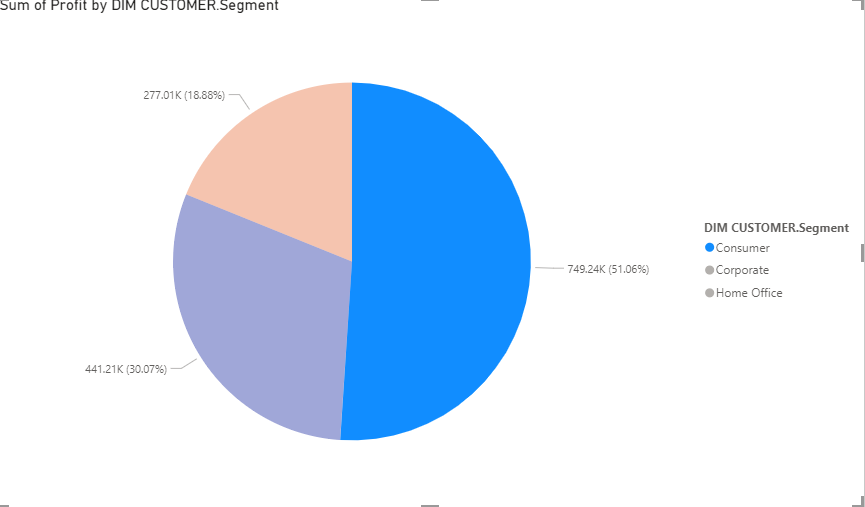 Sum of Profit by DIM CUSTOMER.Segment
277.01K (18.88%)
749.24K (51.06%)
441.21K (30.07%)
DIM CUSTOMER.Segment
Consumer
Corporate
Home Office